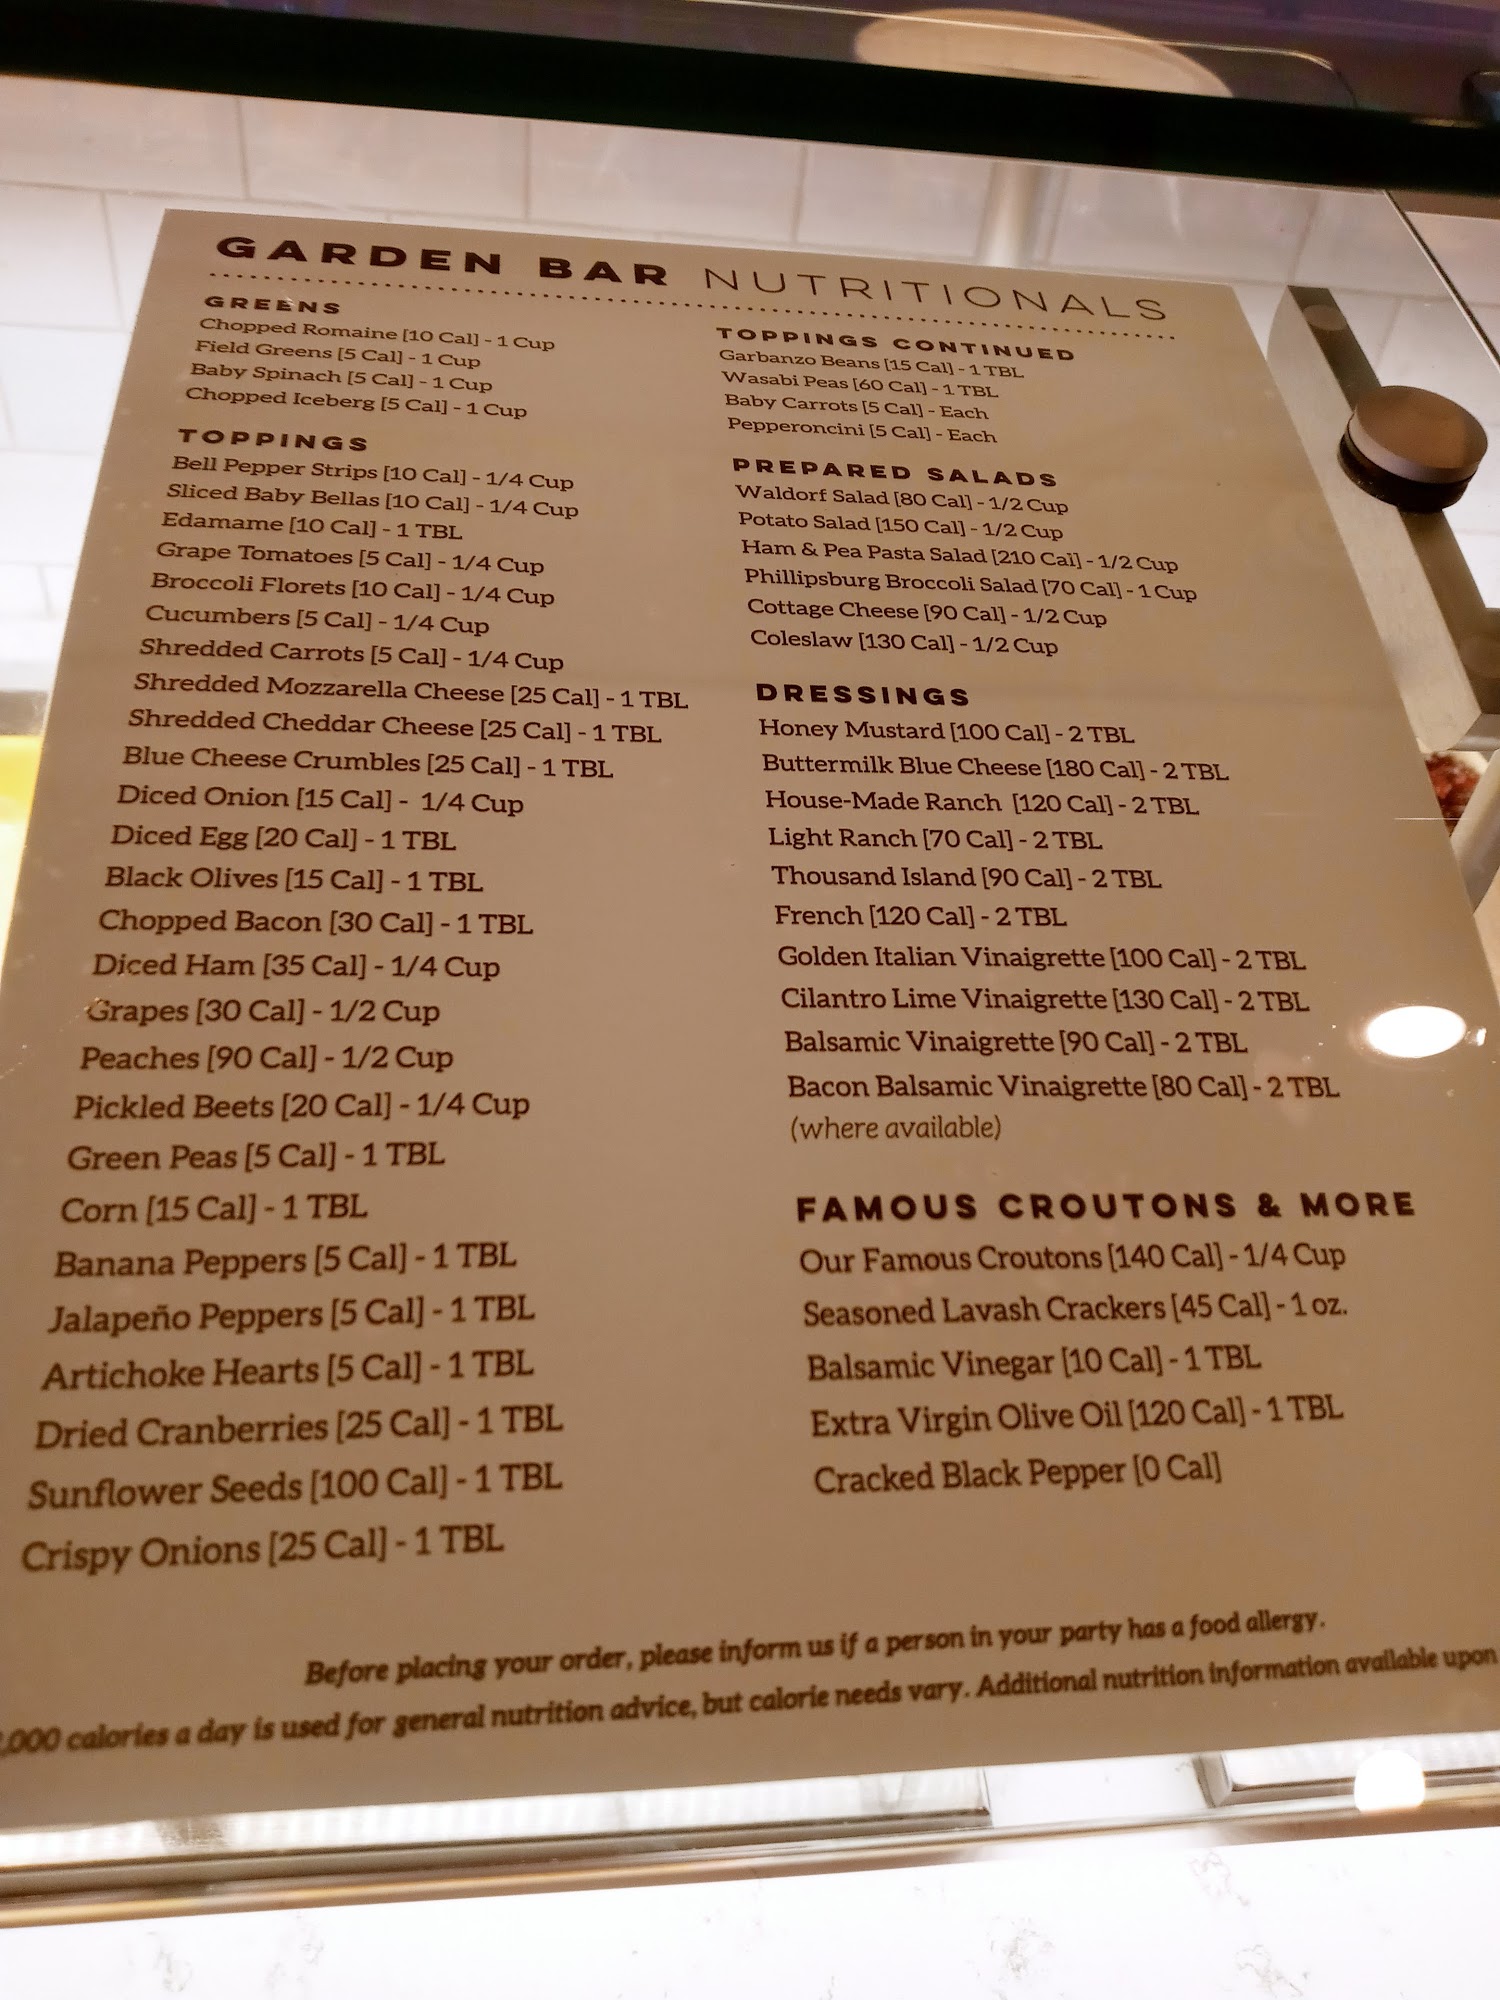 GARDEN BAR NUTRITIONALS
GREENS
Chopped Romaine [10 Cal] - 1 Cup
Field Greens [5 Cal] - 1 Cup
Baby Spinach [5 Cal] - 1 Cup
Chopped Iceberg [5 Cal] - 1 Cup
TOPPINGS
Bell Pepper Strips [10 Cal] - 1/4 Cup
Sliced Baby Bellas [10 Cal] - 1/4 Cup
Edamame [10 Cal] - 1 TBL
Grape Tomatoes [5 Cal] - 1/4 Cup
Broccoli Florets [10 Cal] - 1/4 Cup
Cucumbers [5 Cal] - 1/4 Cup
Shredded Carrots [5 Cal] - 1/4 Cup
Shredded Mozzarella Cheese [25 Cal] - 1 TBL
Shredded Cheddar Cheese [25 Cal] - 1 TBL
Blue Cheese Crumbles [25 Cal] - 1 TBL
Diced Onion [15 Cal] - 1/4 Cup
Diced Egg [20 Cal] - 1 TBL
Black Olives [15 Cal] - 1 TBL
Chopped Bacon [30 Cal] - 1 TBL
Diced Ham [35 Cal] - 1/4 Cup
Grapes [30 Cal] - 1/2 Cup
Peaches [90 Cal] - 1/2 Cup
Pickled Beets [20 Cal] - 1/4 Cup
Green Peas [5 Cal] - 1 TBL
Corn [15 Cal] - 1 TBL
Banana Peppers [5 Cal] - 1 TBL
Jalapeño Peppers [5 Cal] - 1 TBL
Artichoke Hearts [5 Cal] - 1 TBL
Dried Cranberries [25 Cal] - 1 TBL
Sunflower Seeds [100 Cal] - 1 TBL
Crispy Onions [25 Cal] - 1 TBL
TOPPINGS CONTINUED
Garbanzo Beans [15 Cal] - 1 TBL
Wasabi Peas [60 Cal] - 1 TBL
Baby Carrots [5 Cal] - Each
Pepperoncini [5 Cal] - Each
PREPARED SALADS
Waldorf Salad [80 Cal] - 1/2 Cup
Potato Salad [150 Cal] - 1/2 Cup
Ham & Pea Pasta Salad [210 Cal] - 1/2 Cup
Phillipsburg Broccoli Salad [70 Cal] - 1 Cup
Cottage Cheese [90 Cal] - 1/2 Cup
Coleslaw [130 Cal] - 1/2 Cup
DRESSINGS
Honey Mustard [100 Cal] - 2 TBL
Buttermilk Blue Cheese [180 Cal] - 2 TBL
House-Made Ranch [120 Cal] - 2 TBL
Light Ranch [70 Cal] - 2 TBL
Thousand Island [90 Cal] - 2 TBL
French [120 Cal] - 2 TBL
Golden Italian Vinaigrette [100 Cal] - 2 TBL
Cilantro Lime Vinaigrette [130 Cal] - 2 TBL
Balsamic Vinaigrette [90 Cal] - 2 TBL
Bacon Balsamic Vinaigrette [80 Cal] - 2 TBL
(where available)
FAMOUS CROUTONS & MORE
Our Famous Croutons [140 Cal] - 1/4 Cup
Seasoned Lavash Crackers [45 Cal] - 1 oz.
Balsamic Vinegar [10 Cal] - 1 TBL
Extra Virgin Olive Oil [120 Cal] - 1 TBL
Cracked Black Pepper [0 Cal]
Before placing your order, please inform us if a person in your party has a food allergy.
,000 calories a day is used for general nutrition advice, but calorie needs vary. Additional nutrition information available upon